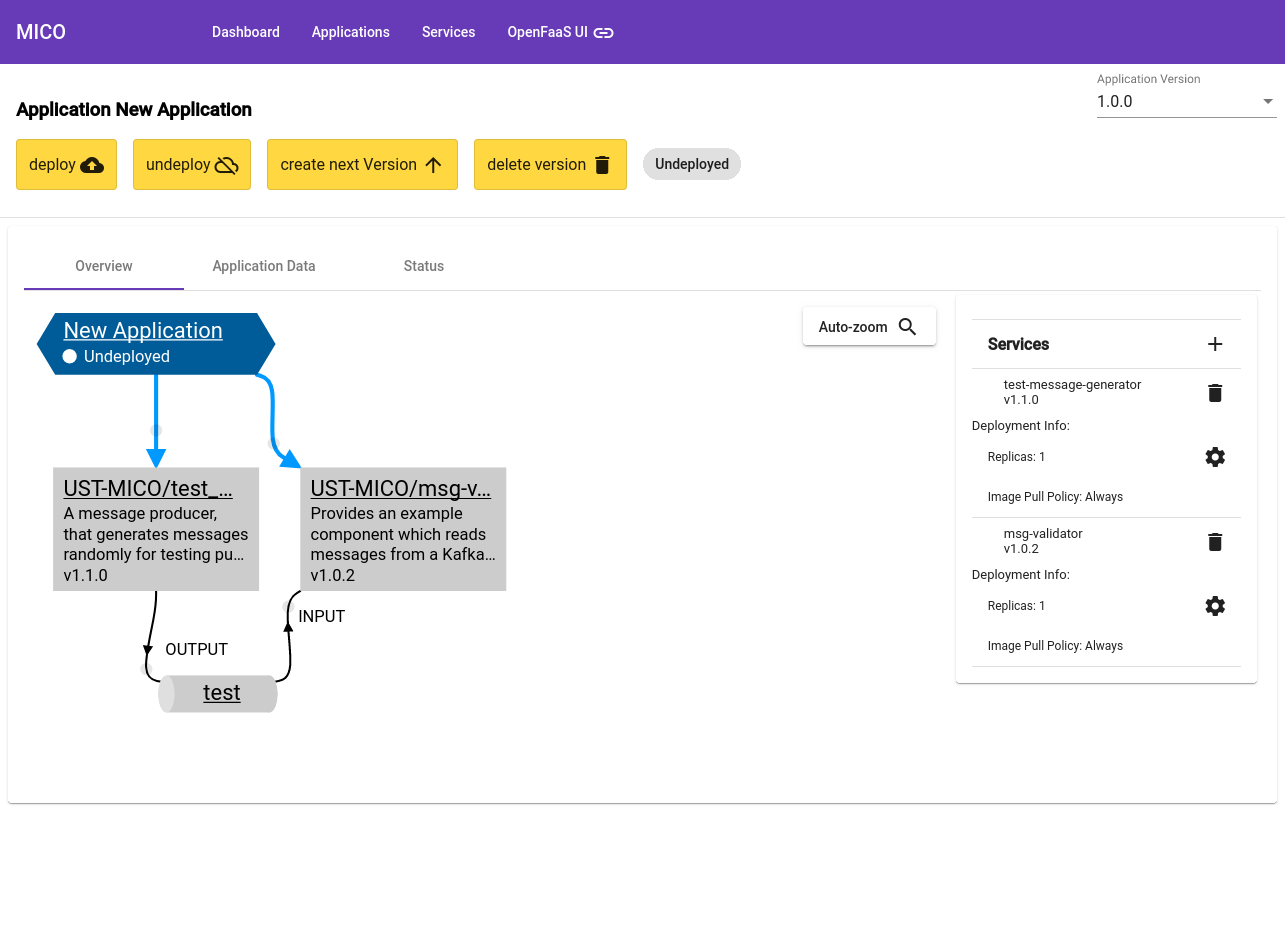 MICO
Dashboard
Applications
Services
OpenFaaS UI
Application Version
1.0.0
Application New Application
deploy
undeploy
create next Version
delete version
Undeployed
Overview
Application Data
Status
New Application
Undeployed
Auto-zoom
UST-MICO/test_...
A message producer,
that generates messages
randomly for testing pu...
v1.1.0
UST-MICO/msg-v...
Provides an example
component which reads
messages from a Kafka...
v1.0.2
INPUT
OUTPUT
test
Services
test-message-generator
v1.1.0
Deployment Info:
Replicas: 1
Image Pull Policy: Always
msg-validator
v1.0.2
Deployment Info:
Replicas: 1
Image Pull Policy: Always